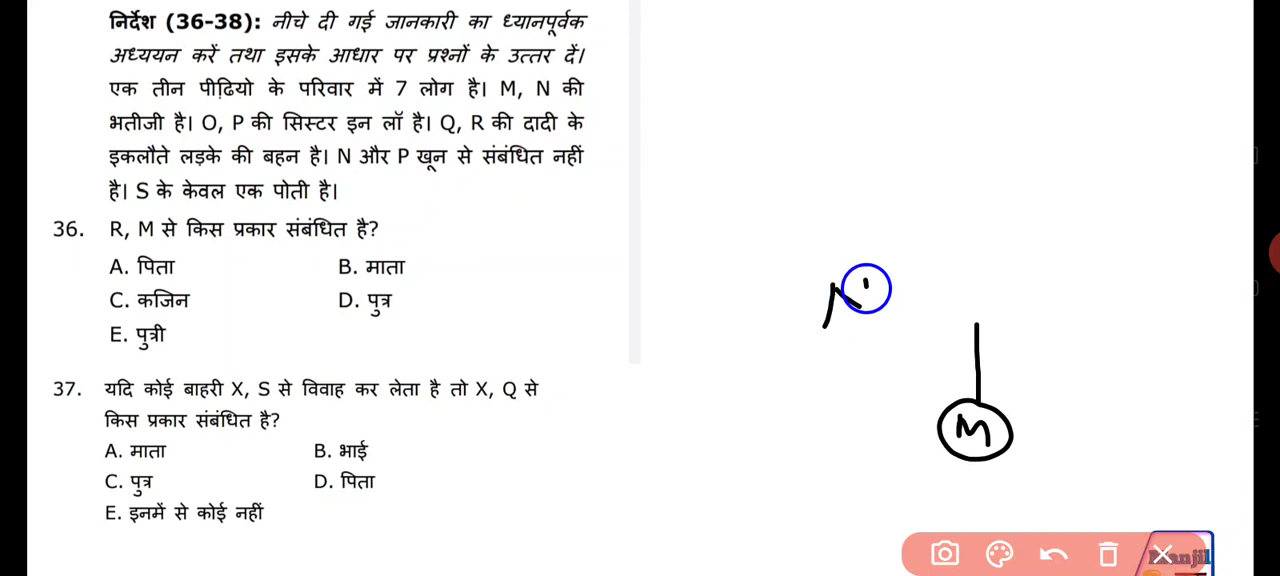 निर्देश (36-38): नीचे दी गई जानकारी का ध्यानपूर्वक
अध्ययन करें तथा इसके आधार पर प्रश्नों के उत्तर दें।
एक तीन पीढि़यो के परिवार में 7 लोग है। M, N की
भतीजी है। O, P की सिस्टर इन लॉ है। Q, R की दादी के
इकलौते लड़के की बहन है। N और P खून से संबंधित नहीं
है। S के केवल एक पोती है।
36. R, M से किस प्रकार संबंधित है?
A. पिता B. माता
C. कजिन D. पुत्र
E. पुत्री
37. यदि कोई बाहरी X, S से विवाह कर लेता है तो X, Q से
किस प्रकार संबंधित है?
A. माता B. भाई
C. पुत्र D. पिता
E. इनमें से कोई नहीं
M
Manjil